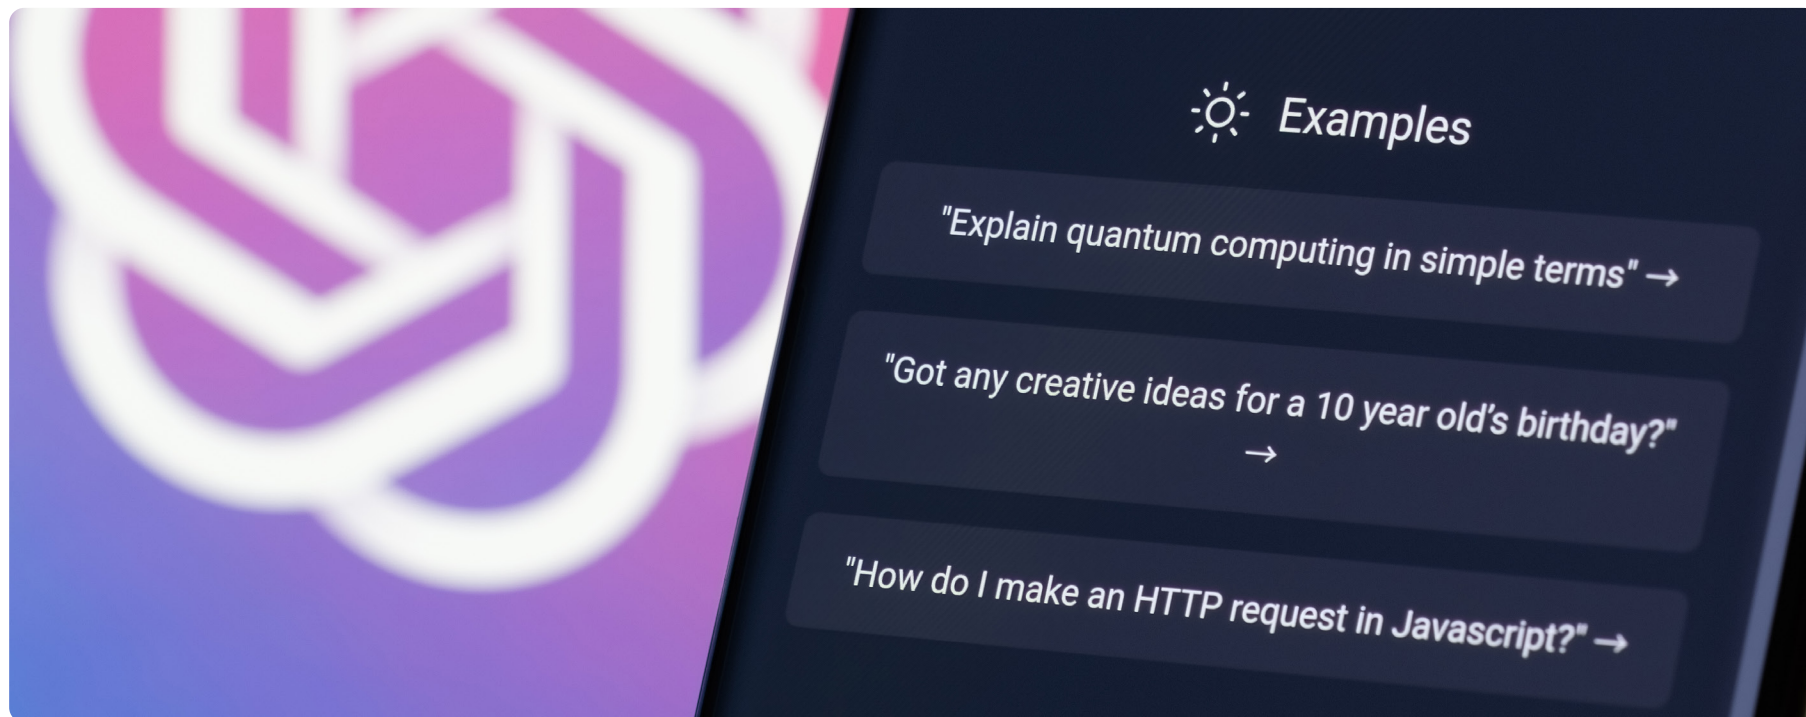 Examples
"Explain quantum computing in simple terms" →
"Got any creative ideas for a 10 year old’s birthday?"
→
"How do I make an HTTP request in Javascript?" →